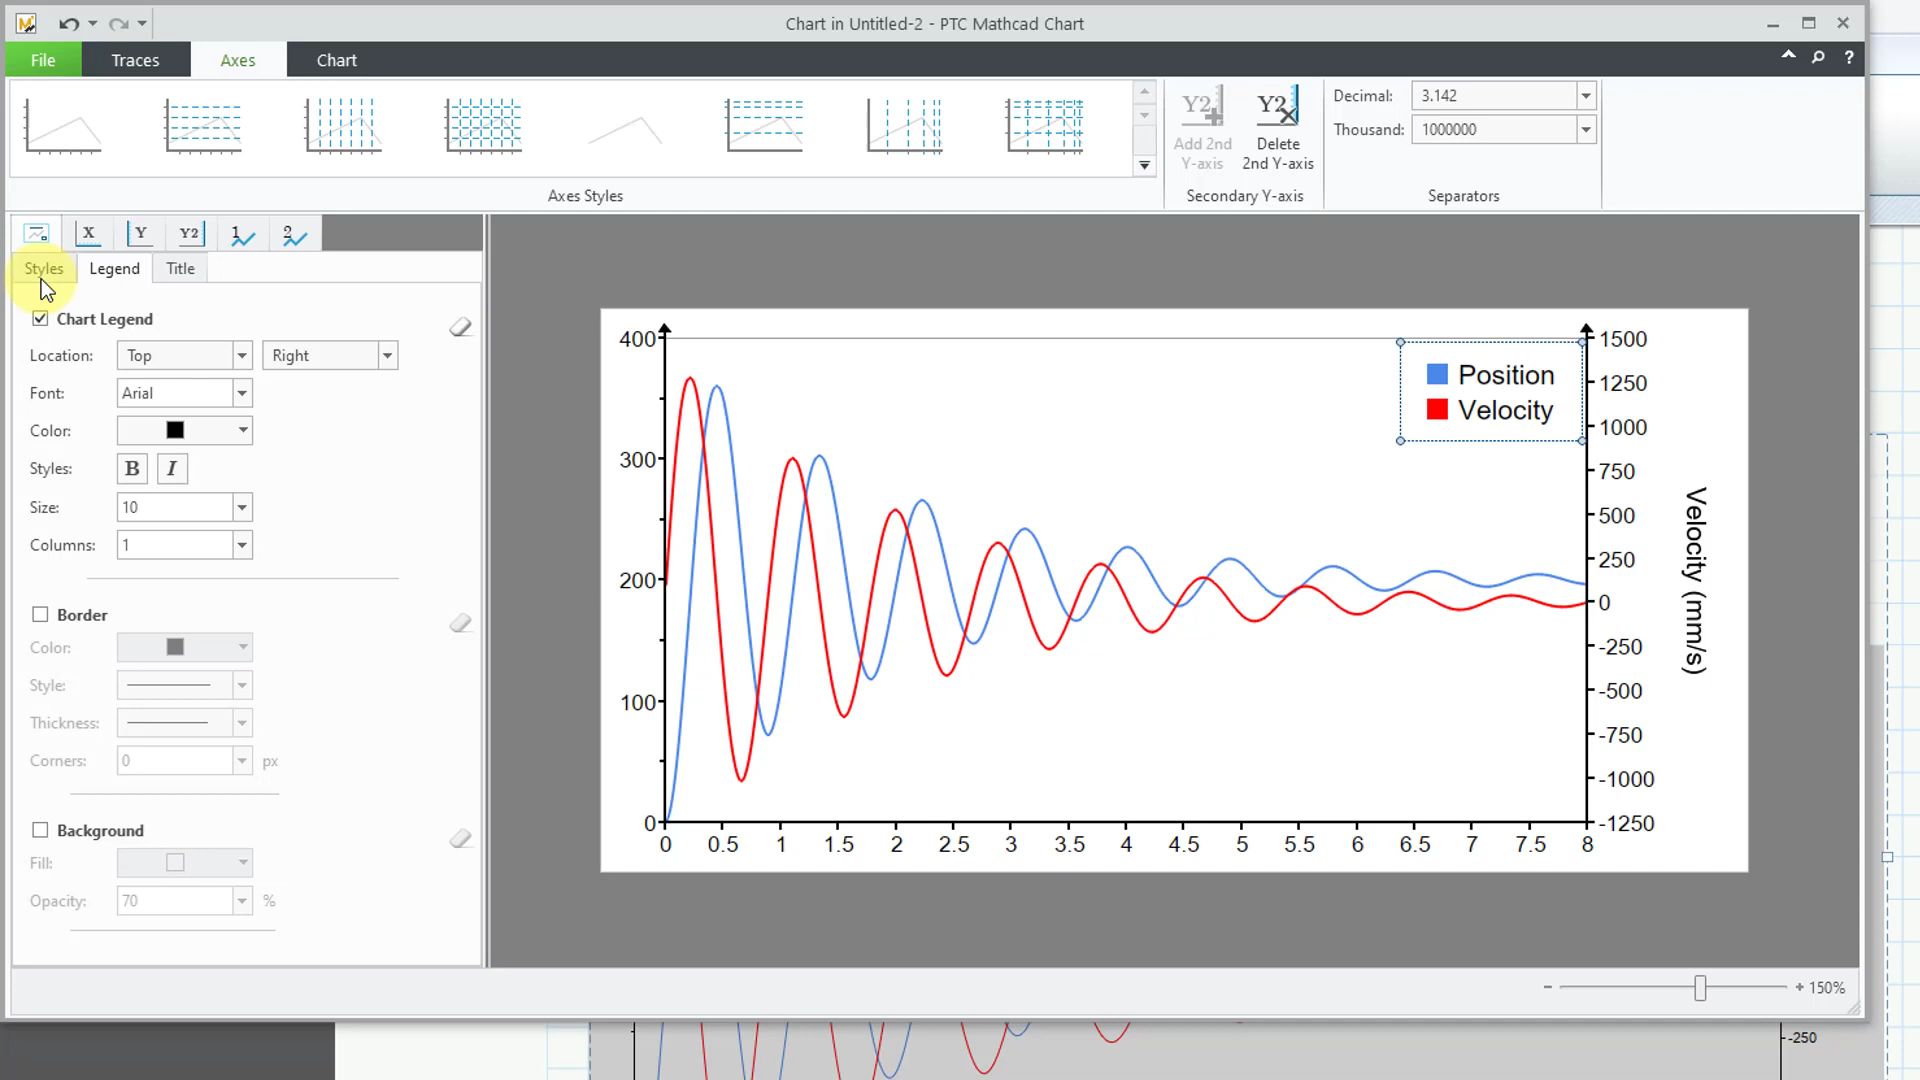 Chart in Untitled-2 - PTC Mathcad Chart
File Traces Axes Chart ?
Y2 Y2
Add 2nd Y-axis
Delete 2nd Y-axis
Decimal: 3.142
Thousand: 1000000
Axes Styles Secondary Y-axis Separators
X Y Y2 1 2
Styles Legend Title
Chart Legend
Location: Top Right
Font: Arial
Color:
Styles: B I
Size: 10
Columns: 1
Border
Color:
Style:
Thickness:
Corners: 0 px
Background
Fill:
Opacity: 70 %
400
300
200
100
0
Position
Velocity
1500
1250
1000
750
500
250
0
-250
-500
-750
-1000
-1250
Velocity (mm/s)
0 0.5 1 1.5 2 2.5 3 3.5 4 4.5 5 5.5 6 6.5 7 7.5 8
- + 150%
-250